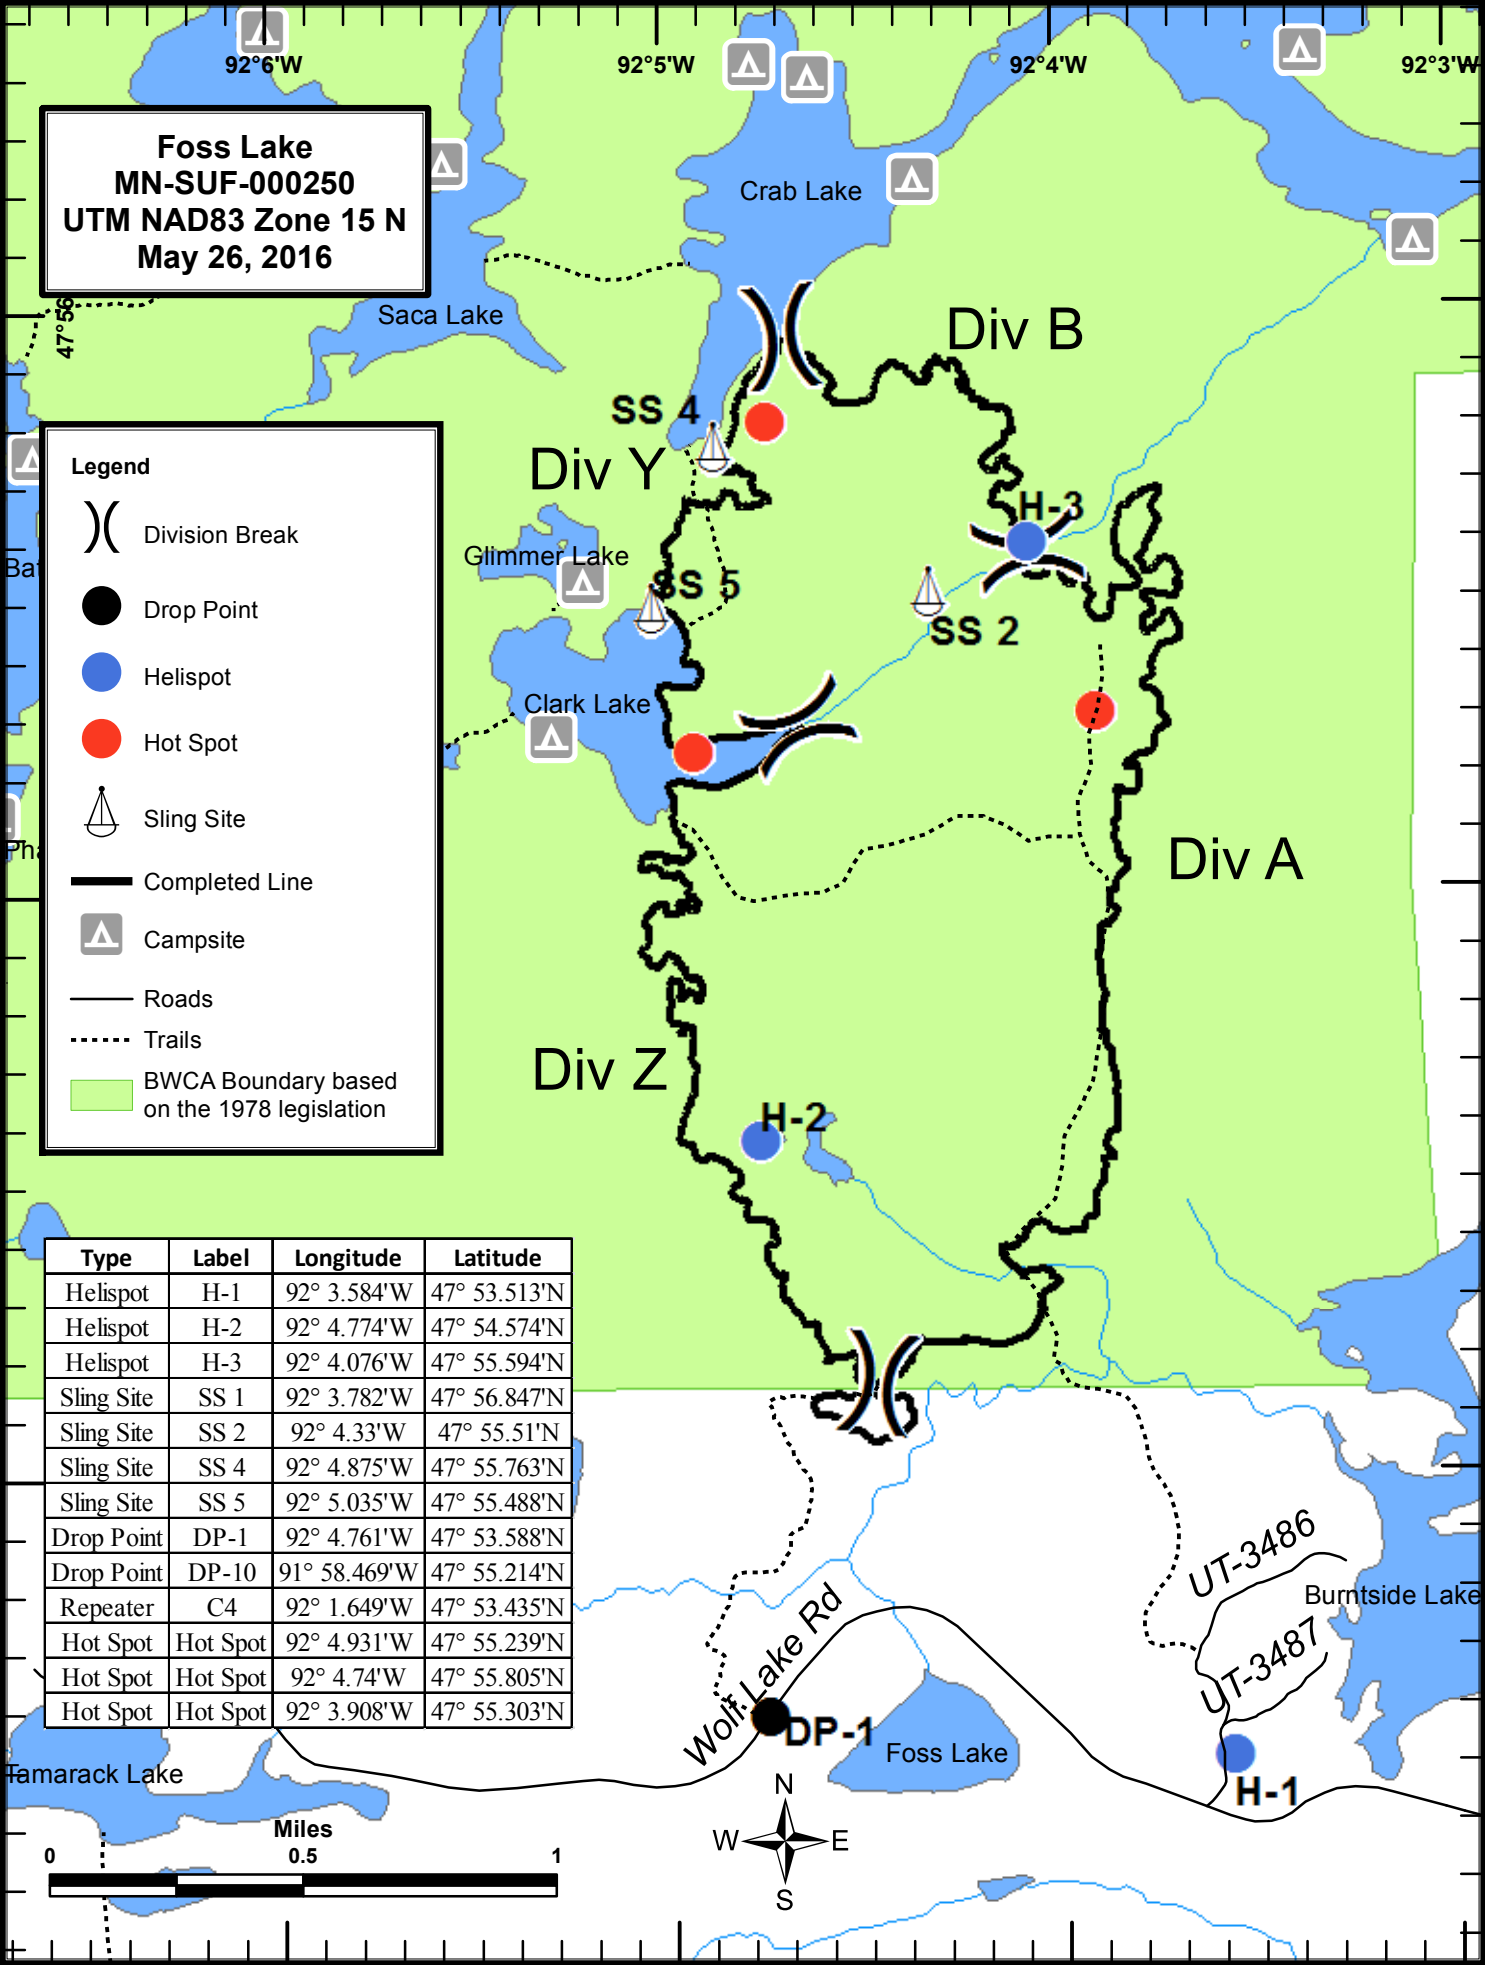 92°6'W
92°5'W
92°4'W
92°3'W
Foss Lake
MN-SUF-000250
UTM NAD83 Zone 15 N
May 26, 2016
Crab Lake
47°56
Saca Lake
Div B
SS 4
Div Y
H-3
Glimmer Lake
SS 5
SS 2
Clark Lake
Div A
Div Z
H-2
Legend
Division Break
Drop Point
Helispot
Hot Spot
Sling Site
Completed Line
Campsite
Roads
Trails
BWCA Boundary based
on the 1978 legislation
Bat
Pha
Type Label Longitude Latitude
Helispot H-1 92° 3.584'W 47° 53.513'N
Helispot H-2 92° 4.774'W 47° 54.574'N
Helispot H-3 92° 4.076'W 47° 55.594'N
Sling Site SS 1 92° 3.782'W 47° 56.847'N
Sling Site SS 2 92° 4.33'W 47° 55.51'N
Sling Site SS 4 92° 4.875'W 47° 55.763'N
Sling Site SS 5 92° 5.035'W 47° 55.488'N
Drop Point DP-1 92° 4.761'W 47° 53.588'N
Drop Point DP-10 91° 58.469'W 47° 55.214'N
Repeater C4 92° 1.649'W 47° 53.435'N
Hot Spot Hot Spot 92° 4.931'W 47° 55.239'N
Hot Spot Hot Spot 92° 4.74'W 47° 55.805'N
Hot Spot Hot Spot 92° 3.908'W 47° 55.303'N
UT-3486
Burntside Lake
UT-3487
Wolf Lake Rd
DP-1
Foss Lake
H-1
Tamarack Lake
Miles
0 0.5 1
N
W E
S